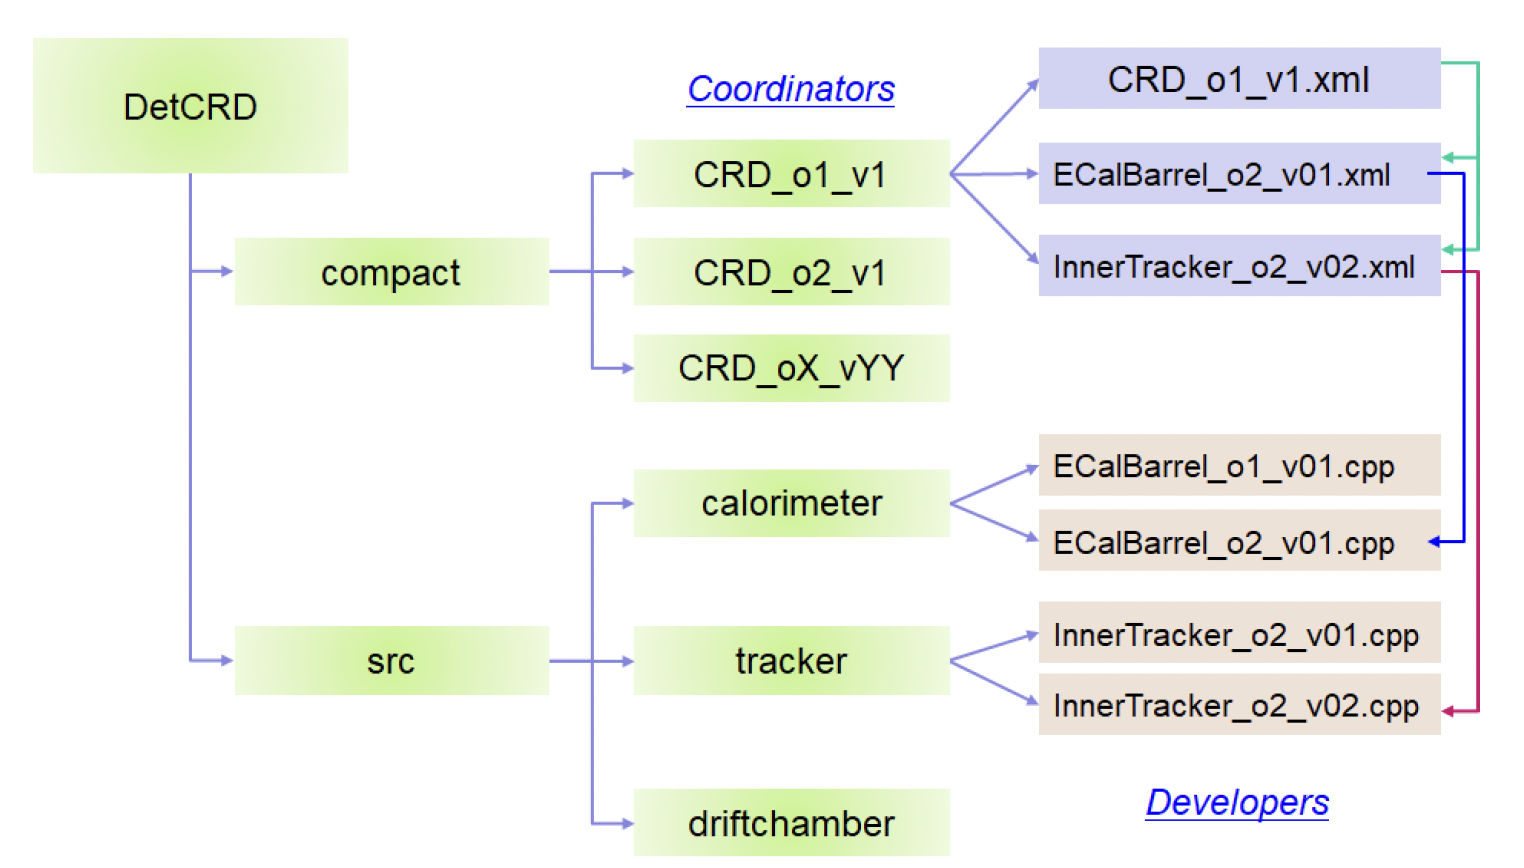 DetCRD
Coordinators
CRD_o1_v1.xml
CRD_o1_v1
ECalBarrel_o2_v01.xml
compact
CRD_o2_v1
InnerTracker_o2_v02.xml
CRD_oX_vYY
ECalBarrel_o1_v01.cpp
calorimeter
ECalBarrel_o2_v01.cpp
InnerTracker_o2_v01.cpp
src
tracker
InnerTracker_o2_v02.cpp
Developers
driftchamber